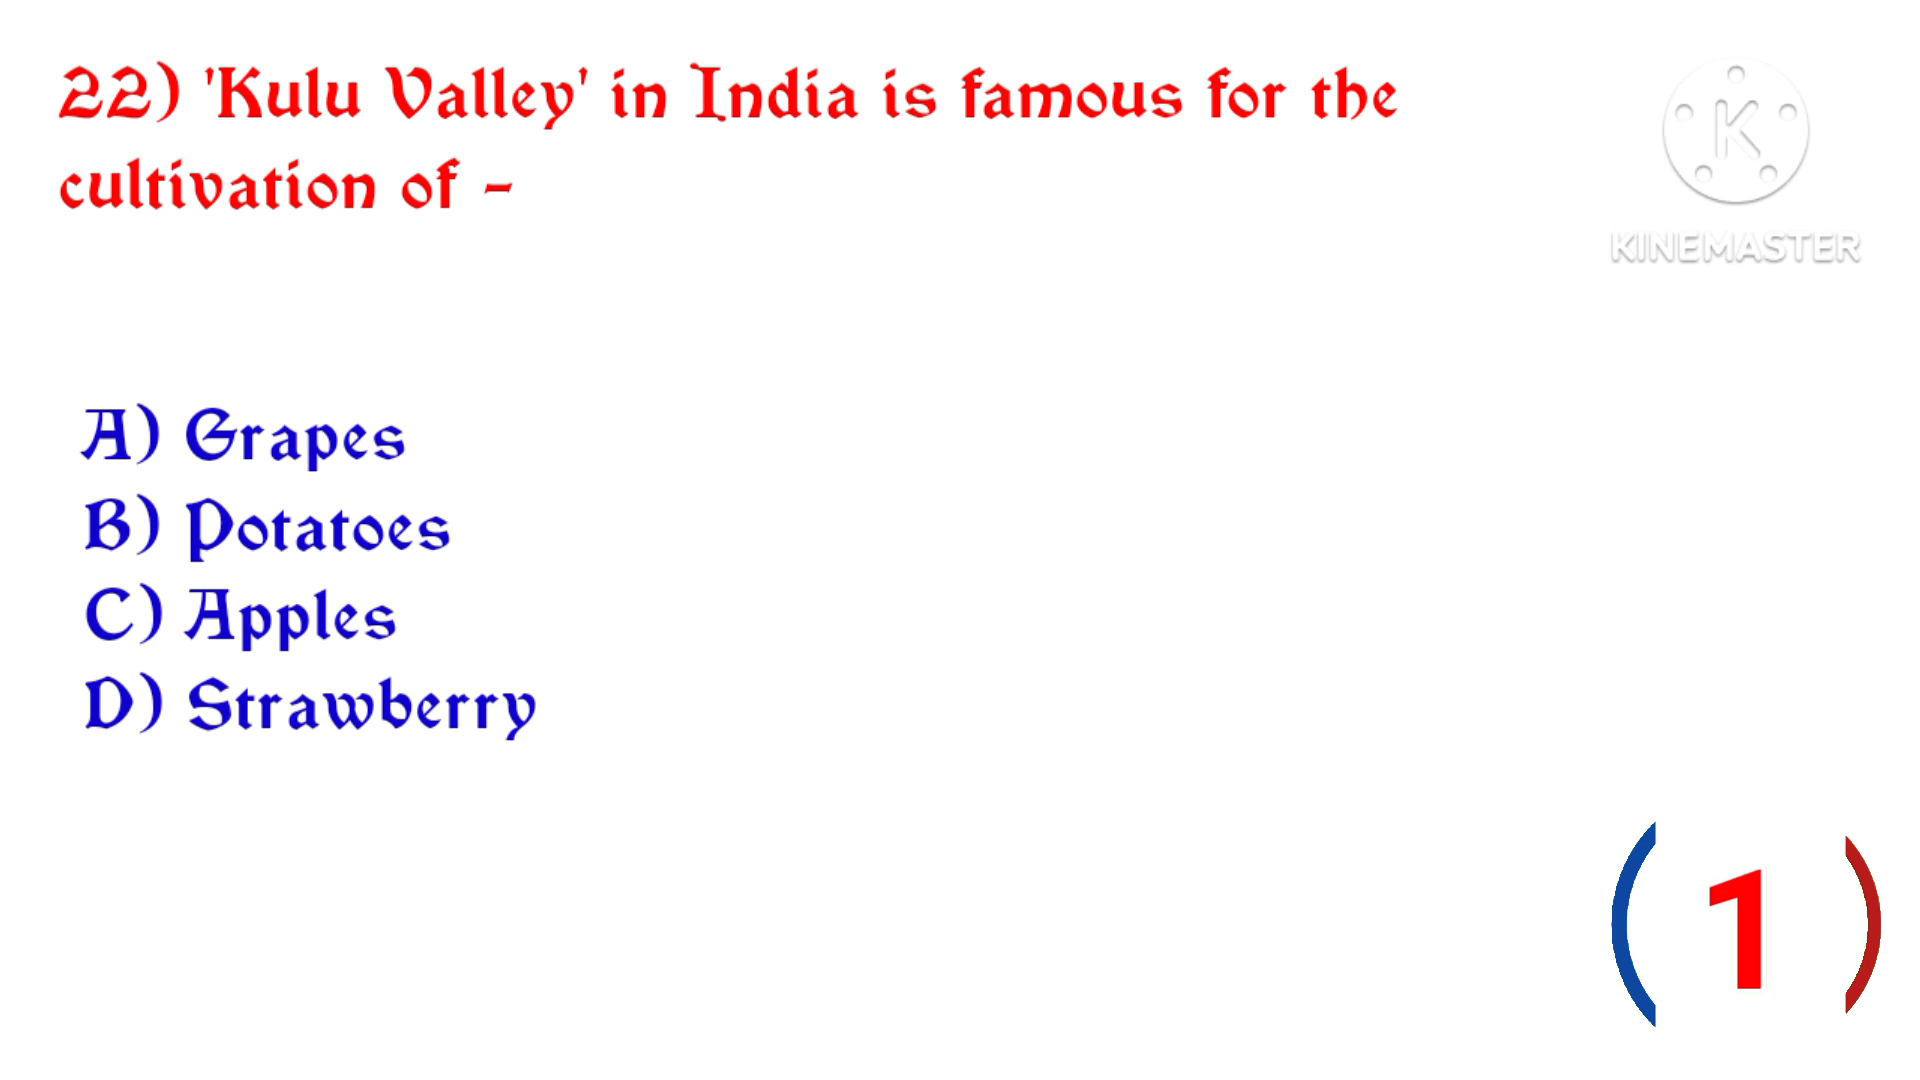 22) 'Kulu Valley' in India is famous for the
cultivation of -
K
KINEMASTER
A) Grapes
B) Potatoes
C) Apples
D) Strawberry
1